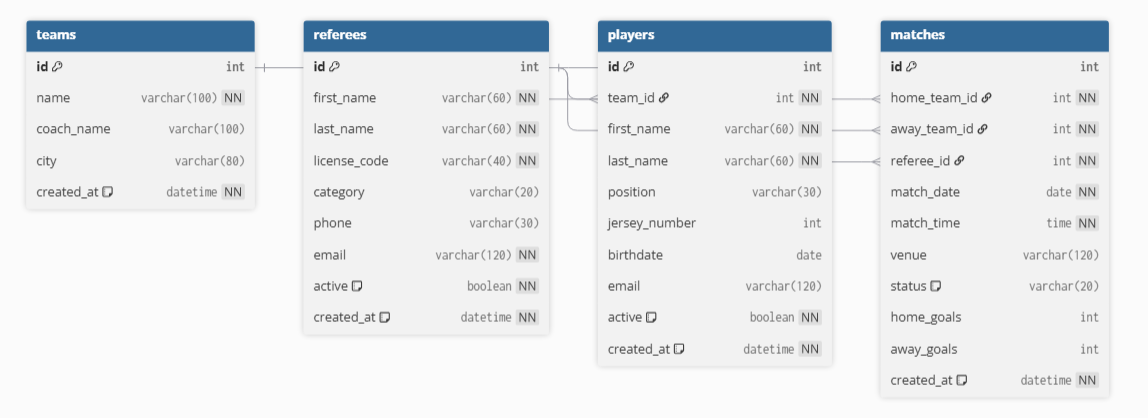 teams
id int
name varchar(100) NN
coach_name varchar(100)
city varchar(80)
created_at datetime NN
referees
id int
first_name varchar(60) NN
last_name varchar(60) NN
license_code varchar(40) NN
category varchar(20)
phone varchar(30)
email varchar(120) NN
active boolean NN
created_at datetime NN
players
id int
team_id int NN
first_name varchar(60) NN
last_name varchar(60) NN
position varchar(30)
jersey_number int
birthdate date
email varchar(120)
active boolean NN
created_at datetime NN
matches
id int
home_team_id int NN
away_team_id int NN
referee_id int NN
match_date date NN
match_time time NN
venue varchar(120)
status varchar(20)
home_goals int
away_goals int
created_at datetime NN